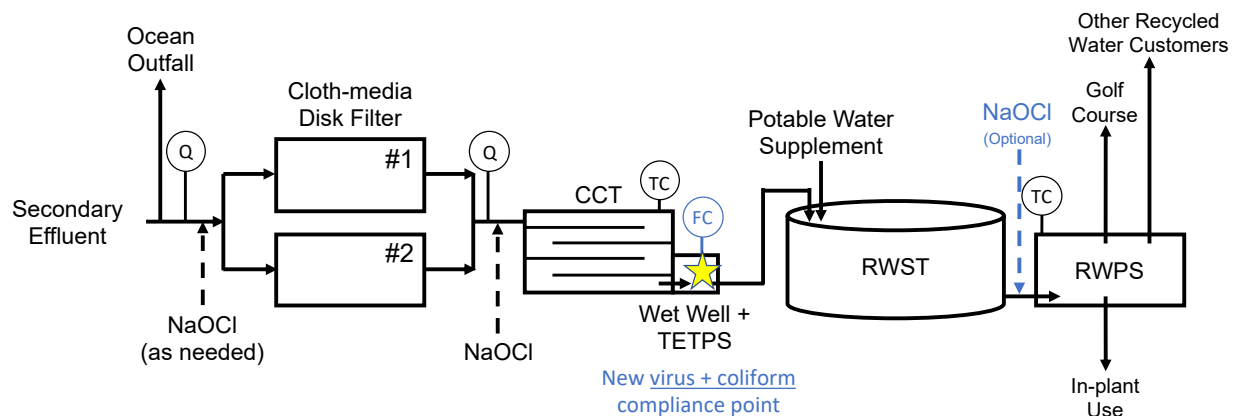 Ocean
Outfall
Q
Secondary
Effluent
NaOCl
(as needed)
Cloth-media
Disk Filter
#1
#2
Q
NaOCl
CCT
TC
FC
Wet Well +
TETPS
New virus + coliform
compliance point
Potable Water
Supplement
RWST
NaOCl
(Optional)
TC
RWPS
Golf
Course
Other Recycled
Water Customers
In-plant
Use